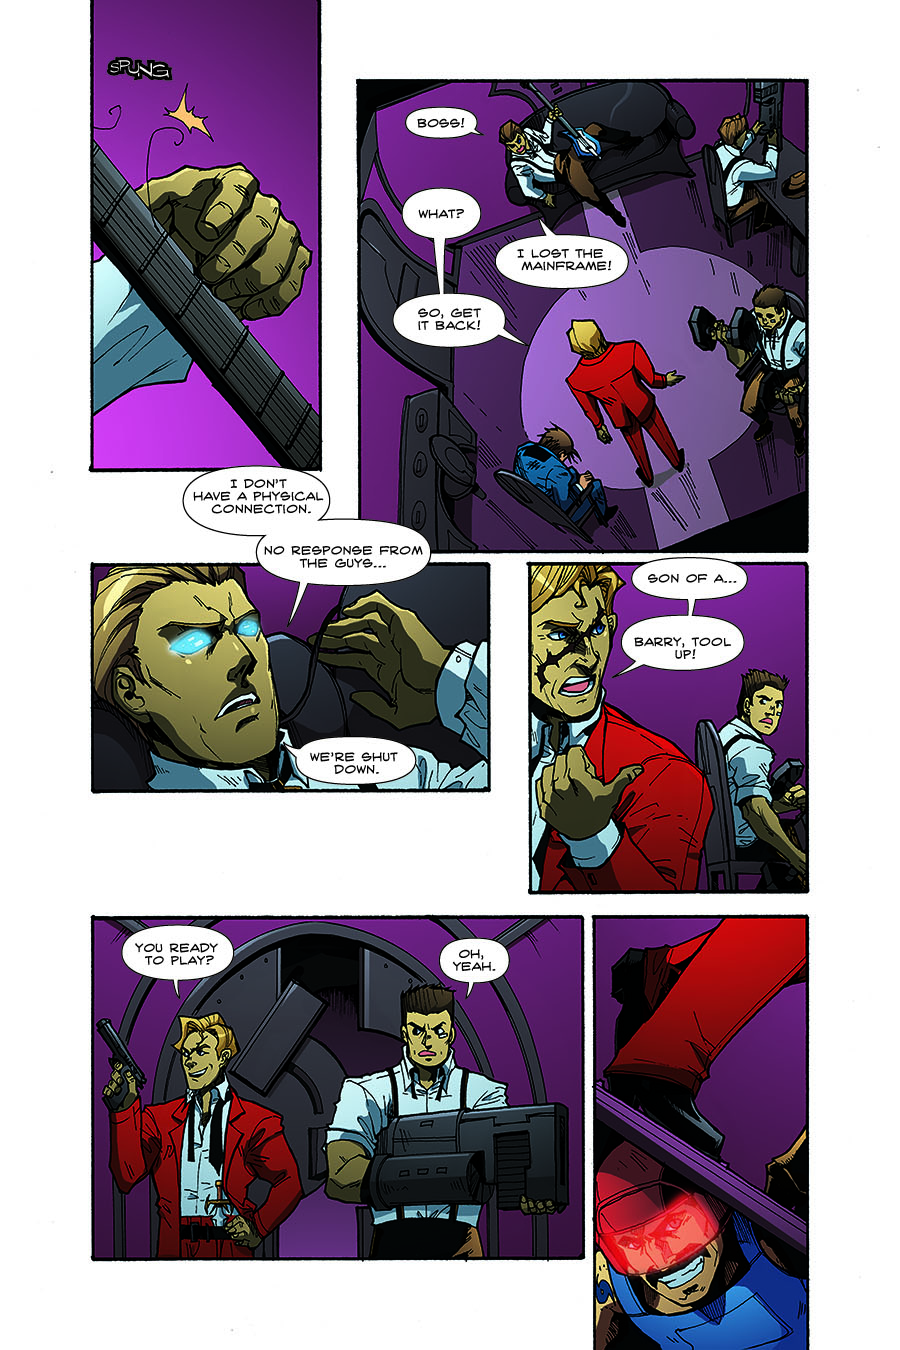 SPUNG
BOSS!
I LOST THE
MAINFRAME!
WHAT?
SO, GET
IT BACK!
I DON'T
HAVE A PHYSICAL
CONNECTION.
NO RESPONSE FROM
THE GUYS...
WE'RE SHUT
DOWN.
SON OF A...
BARRY, TOOL
UP!
YOU READY
TO PLAY?
OH,
YEAH.